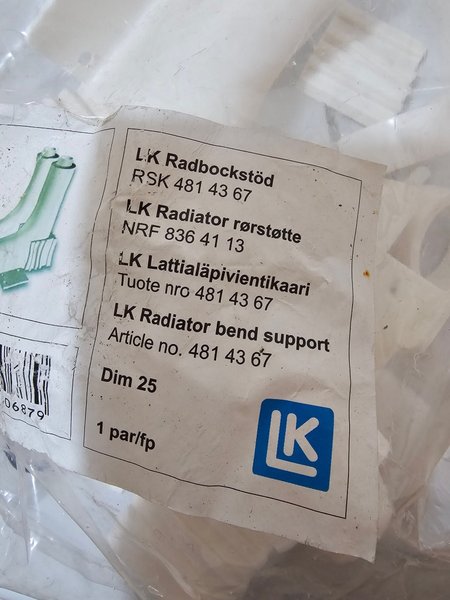 LK Radbockstöd
RSK 481 43 67
LK Radiator rørstøtte
NRF 836 41 13
LK Lattialäpivientikaari
Tuote nro 481 43 67
LK Radiator bend support
Article no. 481 43 67
Dim 25
1 par/fp
LK
06879